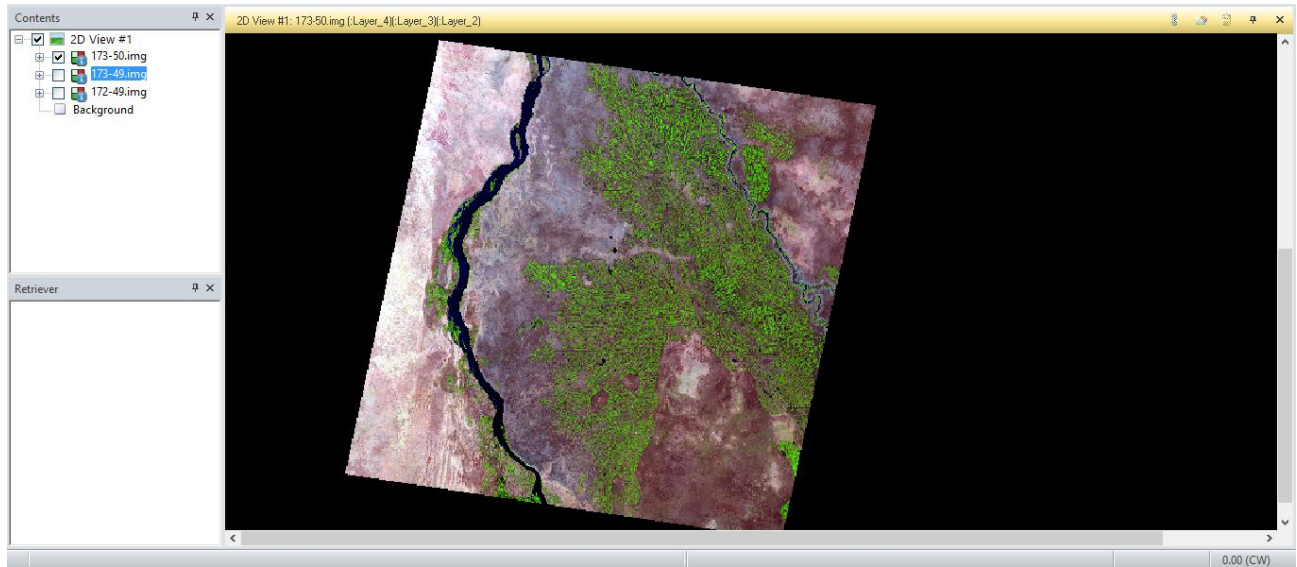 Contents
2D View #1
173-50.img
173-49.img
172-49.img
Background
Retriever
2D View #1: 173-50.img (:Layer_4)(:Layer_3)(:Layer_2)
0.00 (CW)